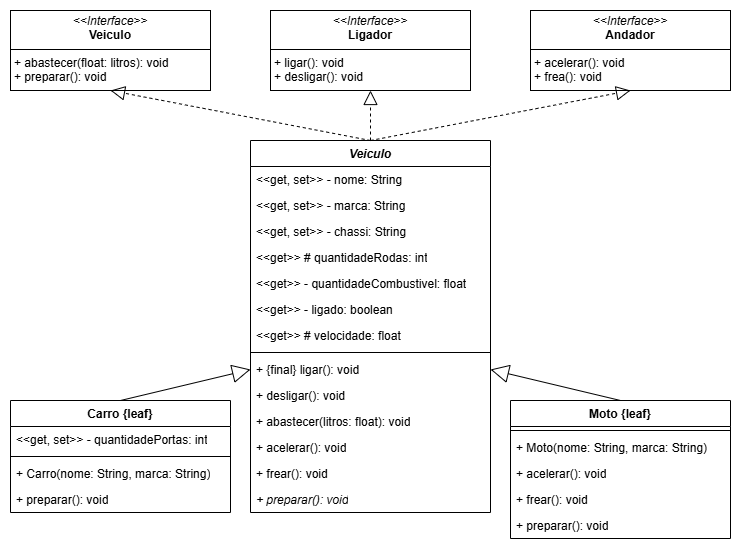 <<Interface>>
Veiculo
+ abastecer(float: litros): void
+ preparar(): void
<<Interface>>
Ligador
+ ligar(): void
+ desligar(): void
<<Interface>>
Andador
+ acelerar(): void
+ frea(): void
Veiculo
<<get, set>> - nome: String
<<get, set>> - marca: String
<<get, set>> - chassi: String
<<get>> # quantidadeRodas: int
<<get>> - quantidadeCombustivel: float
<<get>> - ligado: boolean
<<get>> # velocidade: float
+ {final} ligar(): void
+ desligar(): void
+ abastecer(litros: float): void
+ acelerar(): void
+ frear(): void
+ preparar(): void
Carro {leaf}
<<get, set>> - quantidadePortas: int
+ Carro(nome: String, marca: String)
+ preparar(): void
Moto {leaf}
+ Moto(nome: String, marca: String)
+ acelerar(): void
+ frear(): void
+ preparar(): void